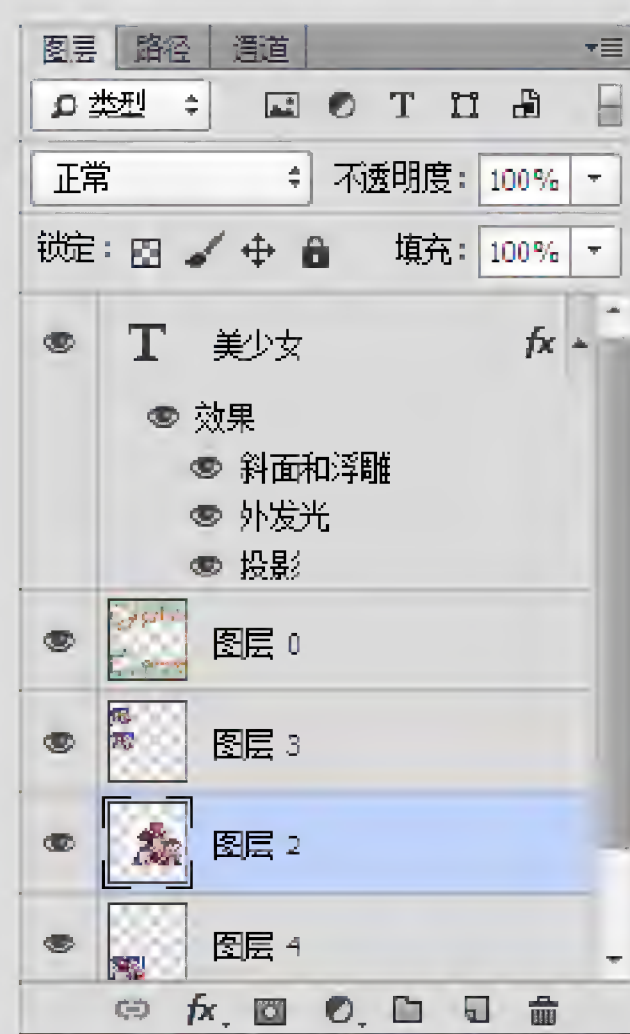 图层 路径 通道
类型 T
正常 不透明度： 100%
锁定： 填充： 100%
T 美少女 fx
效果
斜面和浮雕
外发光
投影
图层 0
图层 3
图层 2
图层 4
fx.